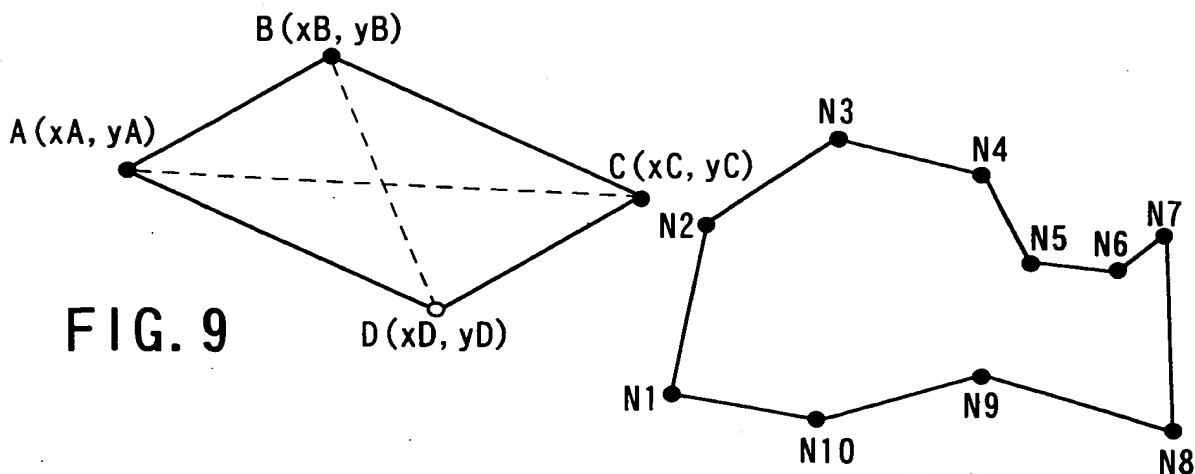 B(xB, yB)
A(xA, yA)
C(xC, yC)
D(xD, yD)
FIG. 9
N3
N4
N2
N7
N5
N6
N1
N9
N10
N8